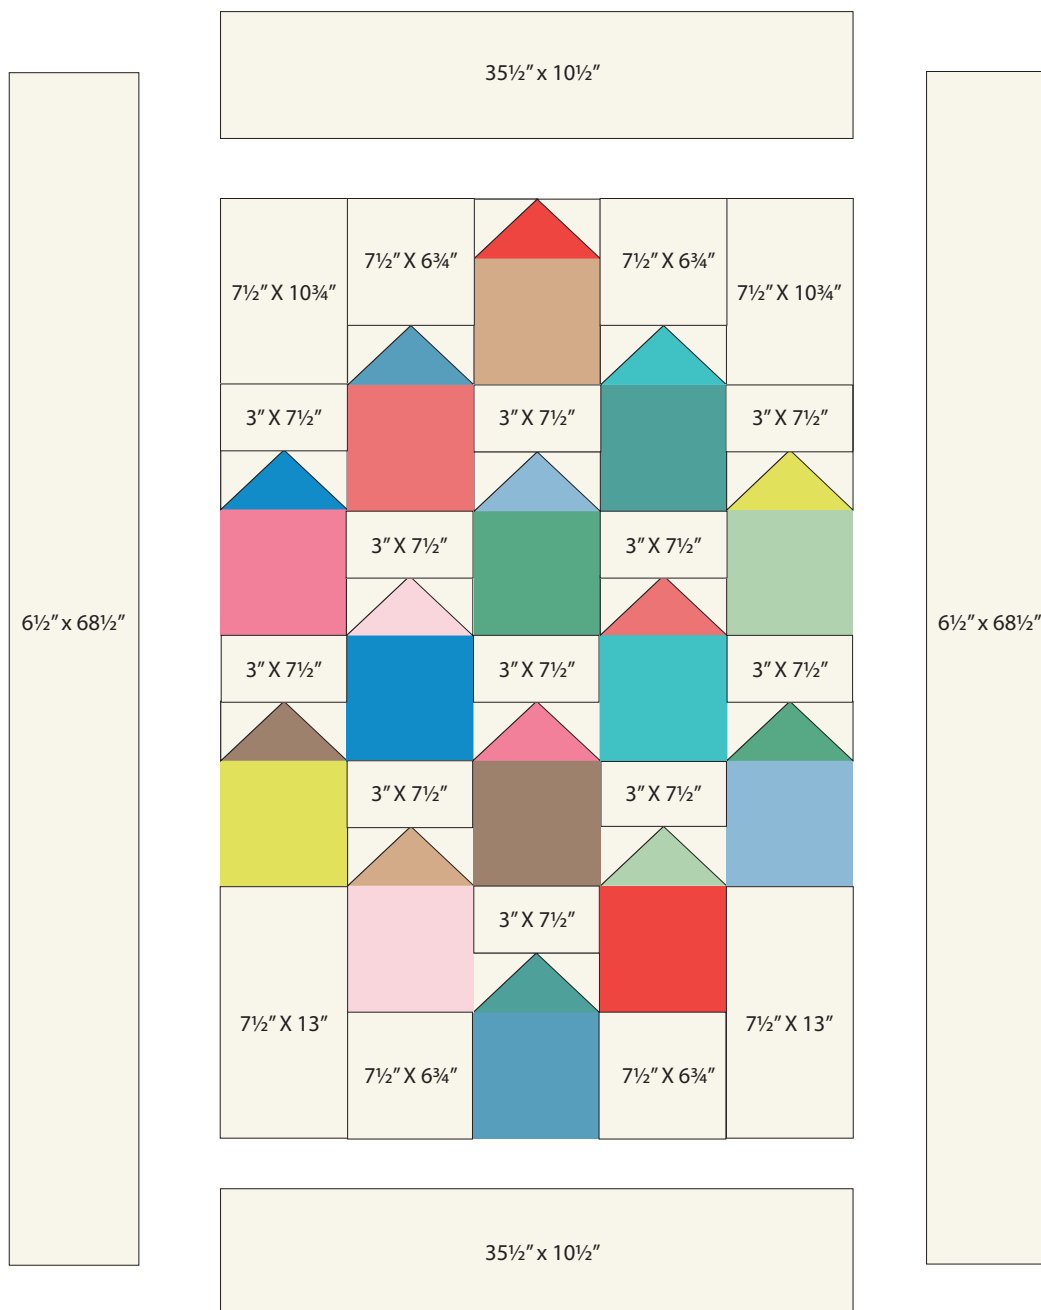 35½” x 10½”
7½” X 6¾”
7½” X 6¾”
7½” X 10¾”
7½” X 10¾”
3” X 7½”
3” X 7½”
3” X 7½”
3” X 7½”
3” X 7½”
6½” x 68½”
6½” x 68½”
3” X 7½”
3” X 7½”
3” X 7½”
3” X 7½”
3” X 7½”
3” X 7½”
7½” X 13”
7½” X 13”
7½” X 6¾”
7½” X 6¾”
35½” x 10½”